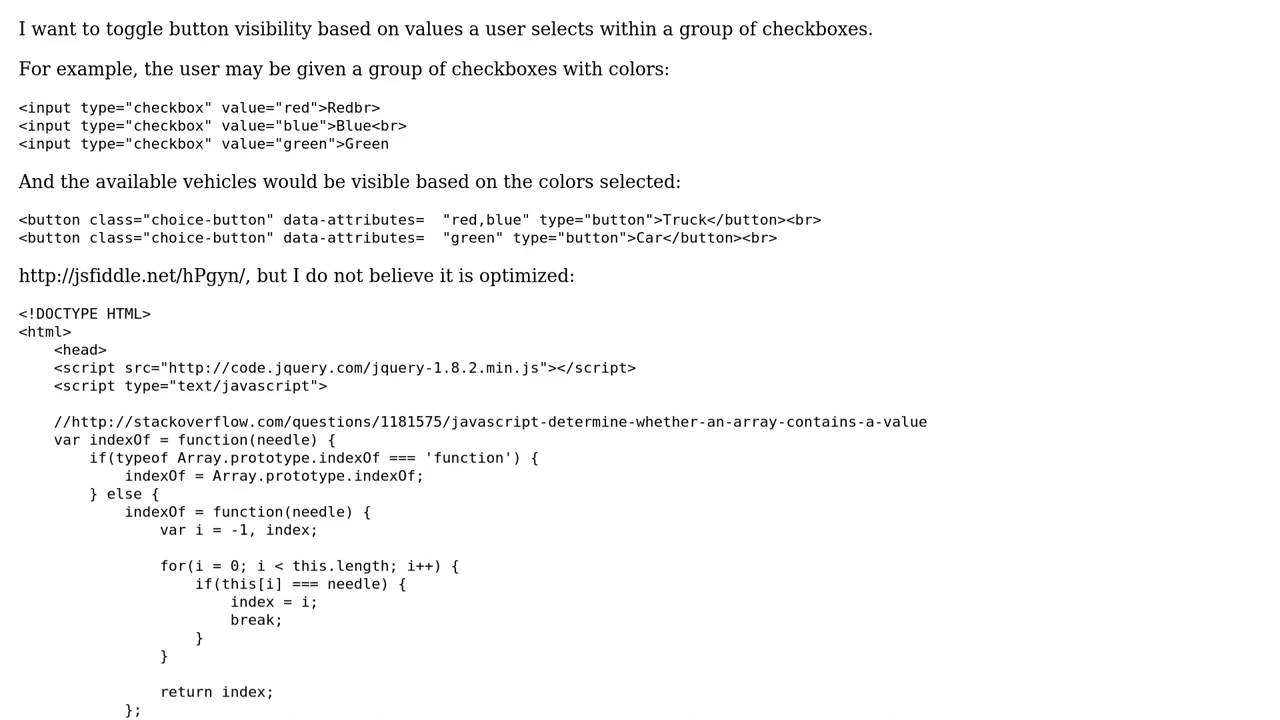 I want to toggle button visibility based on values a user selects within a group of checkboxes.
For example, the user may be given a group of checkboxes with colors:
<input type="checkbox" value="red">Redbr>
<input type="checkbox" value="blue">Blue<br>
<input type="checkbox" value="green">Green
And the available vehicles would be visible based on the colors selected:
<button class="choice-button" data-attributes=  "red,blue" type="button">Truck</button><br>
<button class="choice-button" data-attributes=  "green" type="button">Car</button><br>
http://jsfiddle.net/hPgyn/, but I do not believe it is optimized:
<!DOCTYPE HTML>
<html>
    <head>
    <script src="http://code.jquery.com/jquery-1.8.2.min.js"></script>
    <script type="text/javascript">
    //http://stackoverflow.com/questions/1181575/javascript-determine-whether-an-array-contains-a-value
    var indexOf = function(needle) {
        if(typeof Array.prototype.indexOf === 'function') {
            indexOf = Array.prototype.indexOf;
        } else {
            indexOf = function(needle) {
                var i = -1, index;
                for(i = 0; i < this.length; i++) {
                    if(this[i] === needle) {
                        index = i;
                        break;
                    }
                }
                return index;
            };